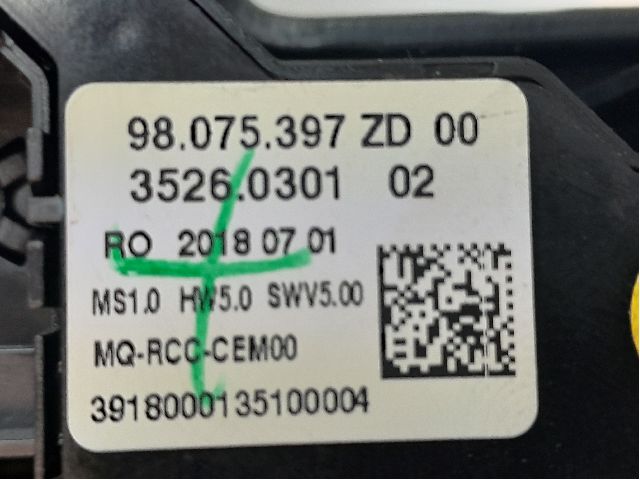 98.075.397 ZD 00
3526.0301 02
RO 2018 07 01
MS1.0 HW5.0 SWV5.00
MQ-RCC-CEM00
3918000135100004